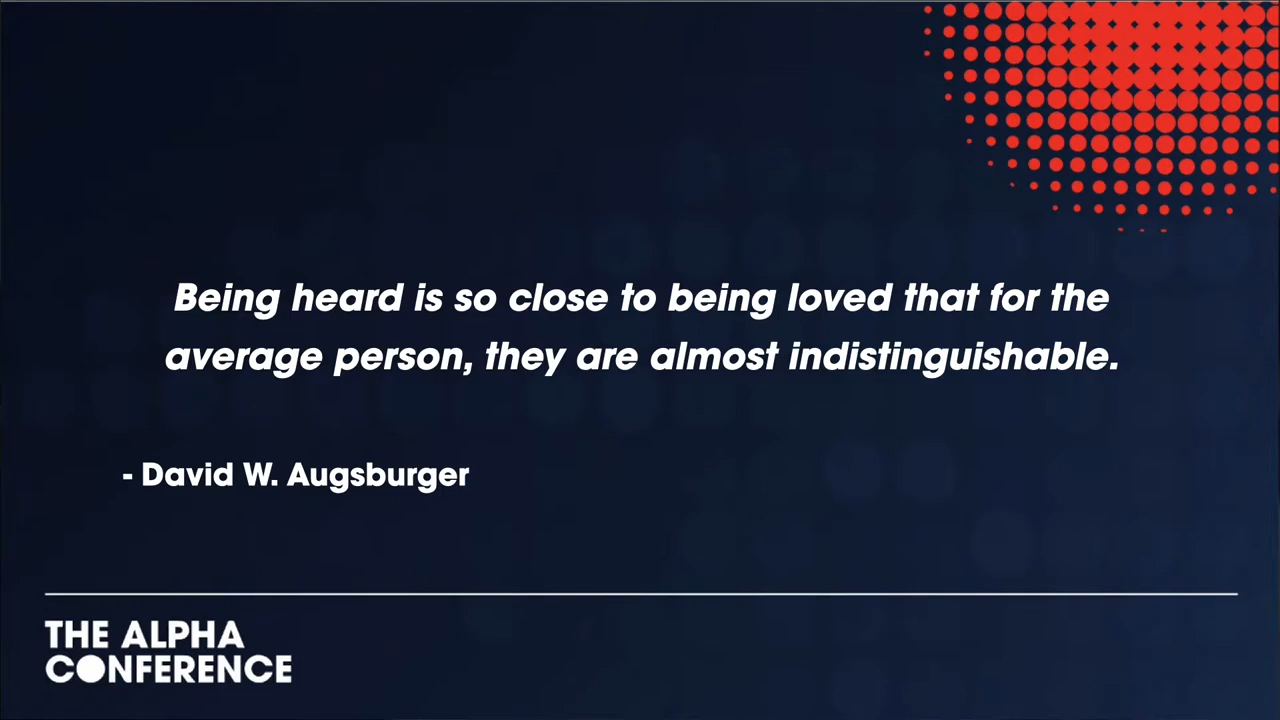 Being heard is so close to being loved that for the
average person, they are almost indistinguishable.
- David W. Augsburger
THE ALPHA
CONFERENCE